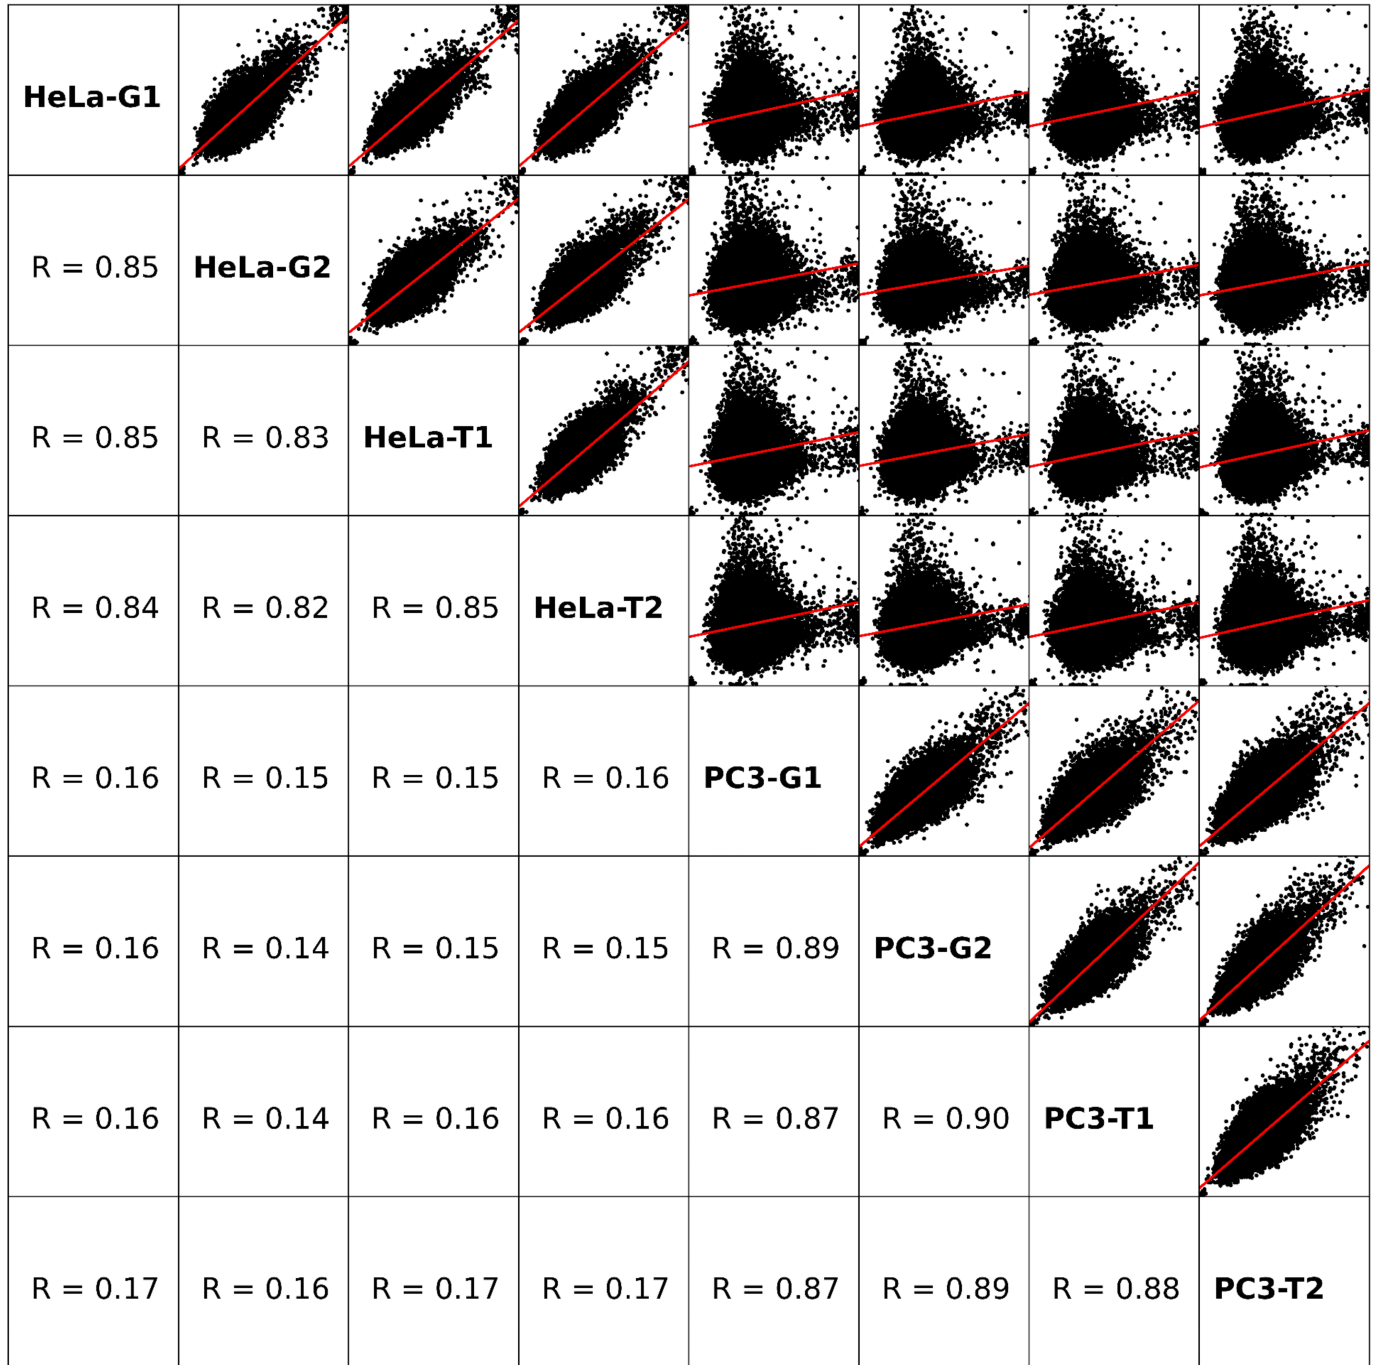 HeLa-G1
R = 0.85 HeLa-G2
R = 0.85 R = 0.83 HeLa-T1
R = 0.84 R = 0.82 R = 0.85 HeLa-T2
R = 0.16 R = 0.15 R = 0.15 R = 0.16 PC3-G1
R = 0.16 R = 0.14 R = 0.15 R = 0.15 R = 0.89 PC3-G2
R = 0.16 R = 0.14 R = 0.16 R = 0.16 R = 0.87 R = 0.90 PC3-T1
R = 0.17 R = 0.16 R = 0.17 R = 0.17 R = 0.87 R = 0.89 R = 0.88 PC3-T2